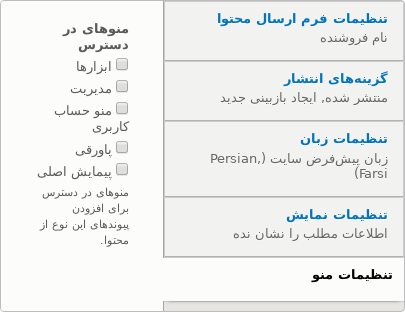 تنظیمات فرم ارسال محتوا
نام فروشنده
گزینه‌های انتشار
منتشر شده, ایجاد بازبینی جدید
تنظیمات زبان
زبان پیش‌فرض سایت (Persian,
Farsi)
تنظیمات نمایش
اطلاعات مطلب را نشان نده
تنظیمات منو
منوهای در
دسترس
ابزارها
مدیریت
منو حساب
کاربری
پاورقی
پیمایش اصلی
منوهای در دسترس
برای افزودن
پیوندهای این نوع از
محتوا.